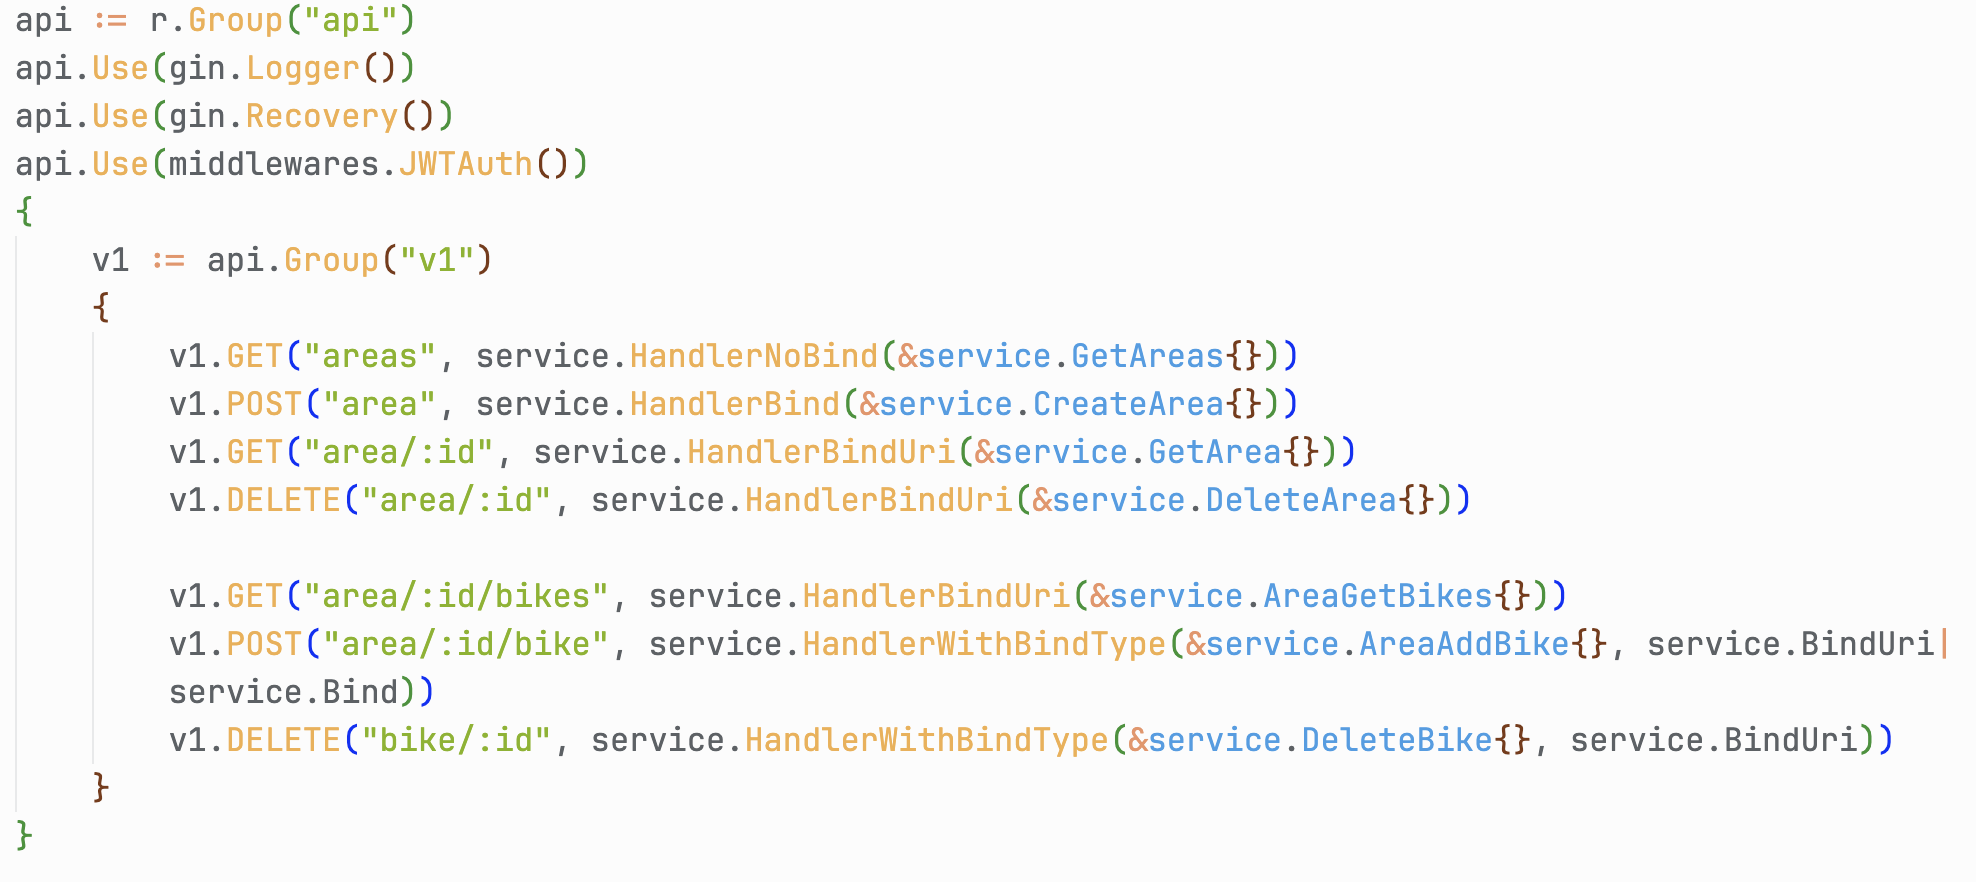 api := r.Group("api")
api.Use(gin.Logger())
api.Use(gin.Recovery())
api.Use(middlewares.JWTAuth())
{
v1 := api.Group("v1")
{
v1.GET("areas", service.HandlerNoBind(&service.GetAreas{}))
v1.POST("area", service.HandlerBind(&service.CreateArea{}))
v1.GET("area/:id", service.HandlerBindUri(&service.GetArea{}))
v1.DELETE("area/:id", service.HandlerBindUri(&service.DeleteArea{}))
v1.GET("area/:id/bikes", service.HandlerBindUri(&service.AreaGetBikes{}))
v1.POST("area/:id/bike", service.HandlerWithBindType(&service.AreaAddBike{}, service.BindUri|
service.Bind))
v1.DELETE("bike/:id", service.HandlerWithBindType(&service.DeleteBike{}, service.BindUri))
}
}